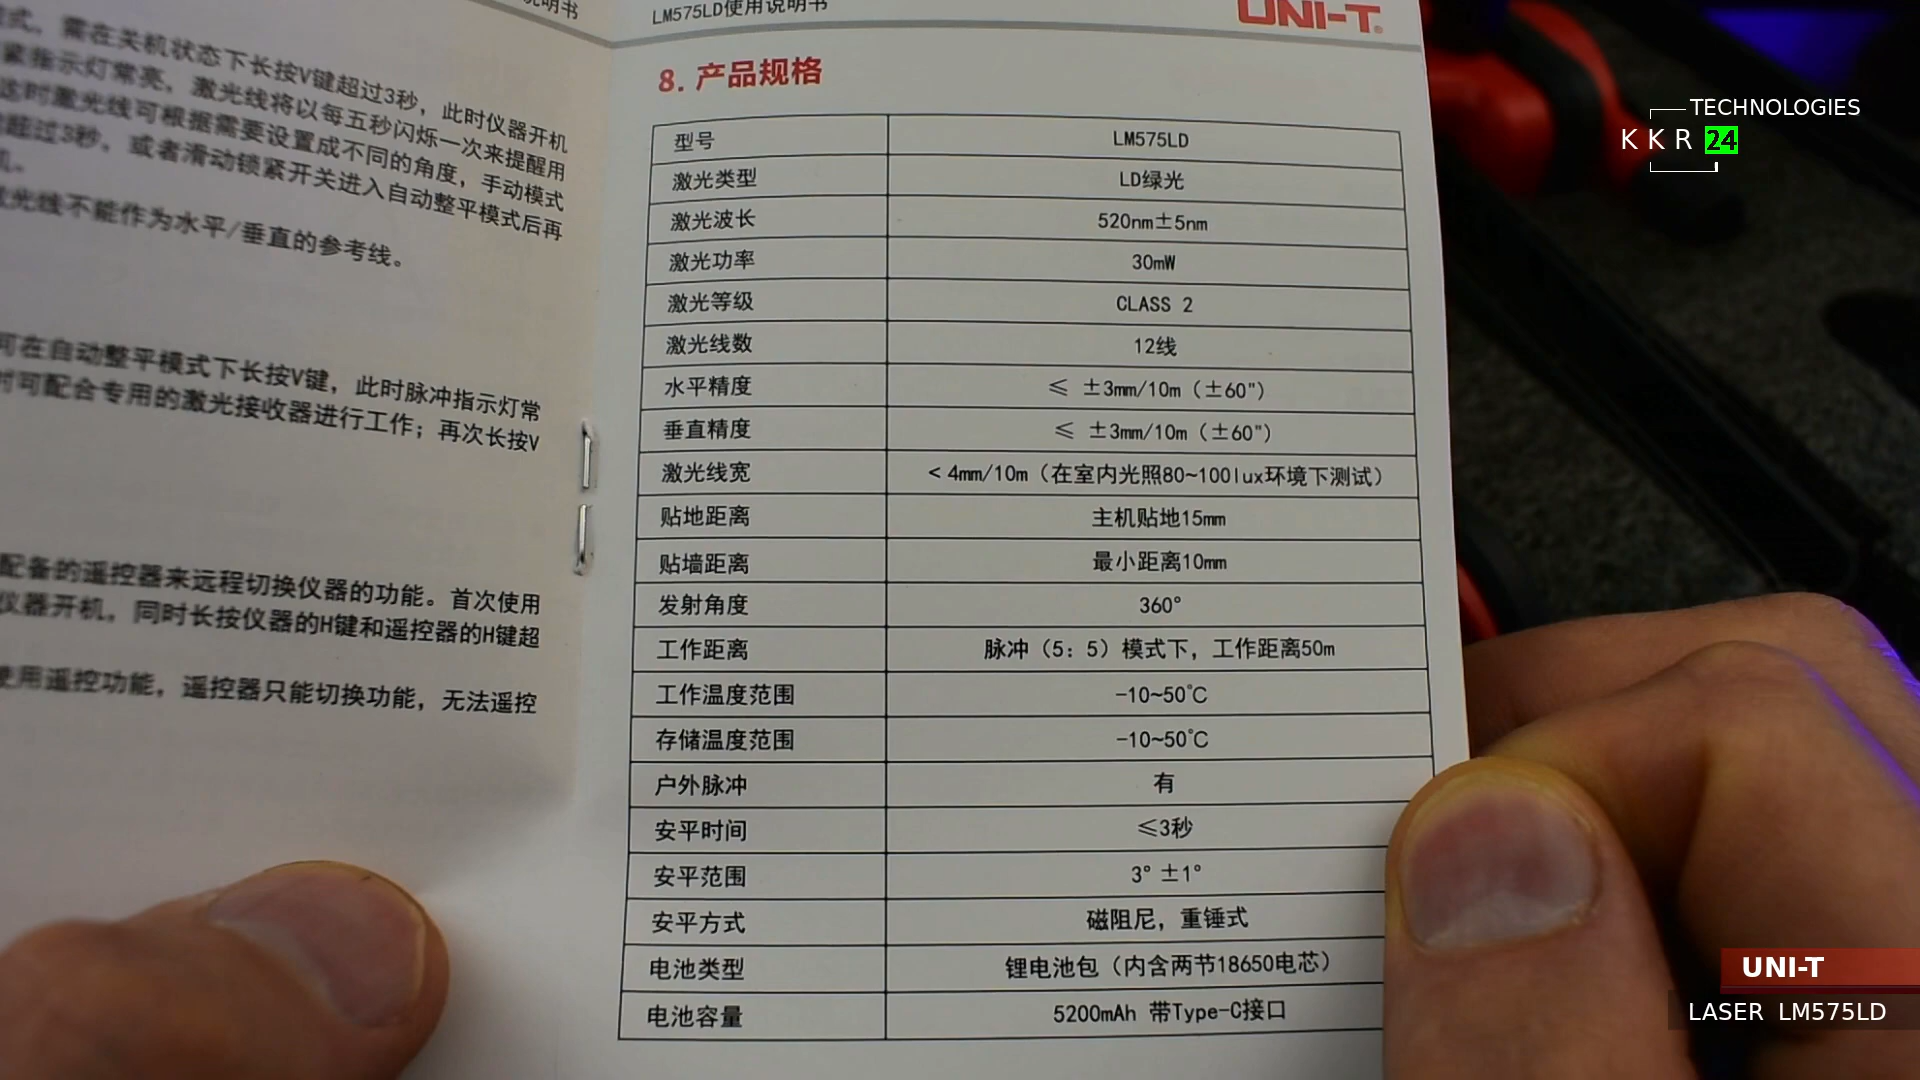 说明书
式，需在关机状态下长按V键超过3秒，此时仪器开机
紧指示灯常亮，激光线将以每五秒闪烁一次来提醒用
这时激光线可根据需要设置成不同的角度，手动模式
超过3秒，或者滑动锁紧开关进入自动整平模式后再
机。
激光线不能作为水平/垂直的参考线。
可在自动整平模式下长按V键，此时脉冲指示灯常
时可配合专用的激光接收器进行工作；再次长按V
配备的遥控器来远程切换仪器的功能。首次使用
仪器开机，同时长按仪器的H键和遥控器的H键超
使用遥控功能，遥控器只能切换功能，无法遥控
LM575LD使用说明书
UNI-T®
8. 产品规格
型号 LM575LD
激光类型 LD绿光
激光波长 520nm±5nm
激光功率 30mW
激光等级 CLASS 2
激光线数 12线
水平精度 ≤ ±3mm/10m（±60"）
垂直精度 ≤ ±3mm/10m（±60"）
激光线宽 < 4mm/10m（在室内光照80~100lux环境下测试）
贴地距离 主机贴地15mm
贴墙距离 最小距离10mm
发射角度 360°
工作距离 脉冲（5：5）模式下，工作距离50m
工作温度范围 -10~50℃
存储温度范围 -10~50℃
户外脉冲 有
安平时间 ≤3秒
安平范围 3° ±1°
安平方式 磁阻尼，重锤式
电池类型 锂电池包（内含两节18650电芯）
电池容量 5200mAh 带Type-C接口
TECHNOLOGIES
KKR 24
UNI-T
LASER LM575LD